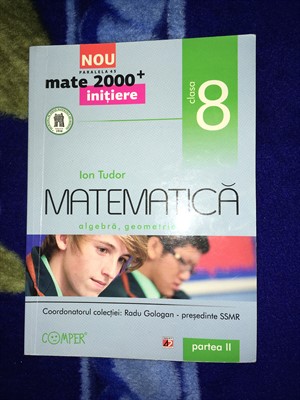 NOU
PARALELA 45
mate 2000+
inițiere
clasa
8
Ion Tudor
MATEMATICĂ
algebră, geometrie
Coordonatorul colecției: Radu Gologan - președinte SSMR
COMPER
partea II